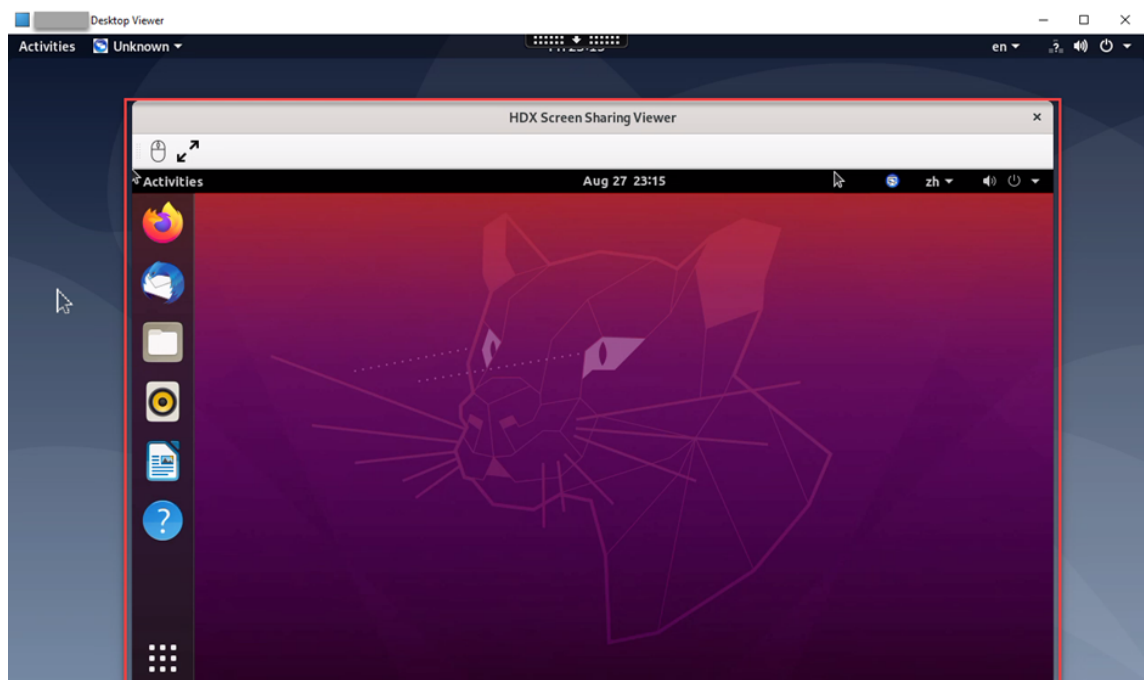 Desktop Viewer
Activities Unknown en
HDX Screen Sharing Viewer
Activities Aug 27 23:15 zh